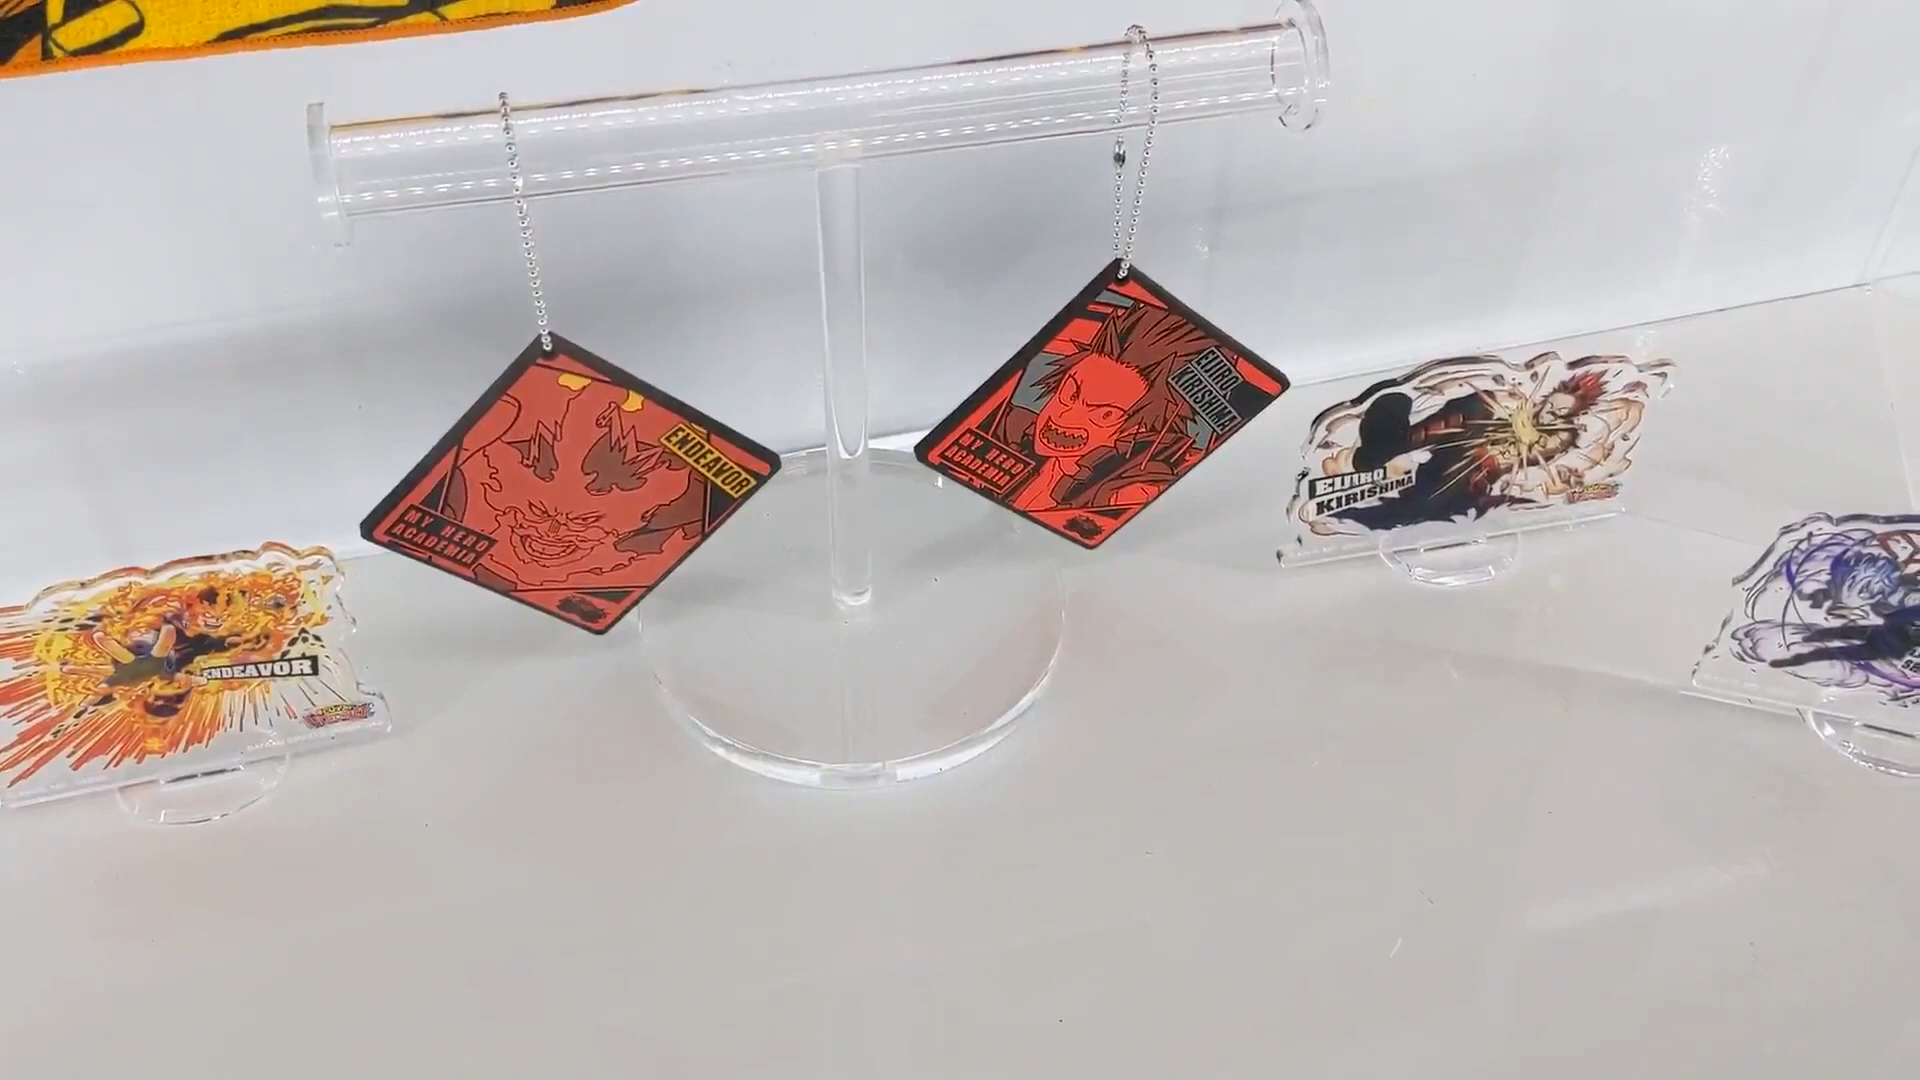 ENDEAVOR
MY HERO
ACADEMIA
EIJIRO
KIRISHIMA
MY HERO
ACADEMIA
EIJIRO
KIRISHIMA
ENDEAVOR